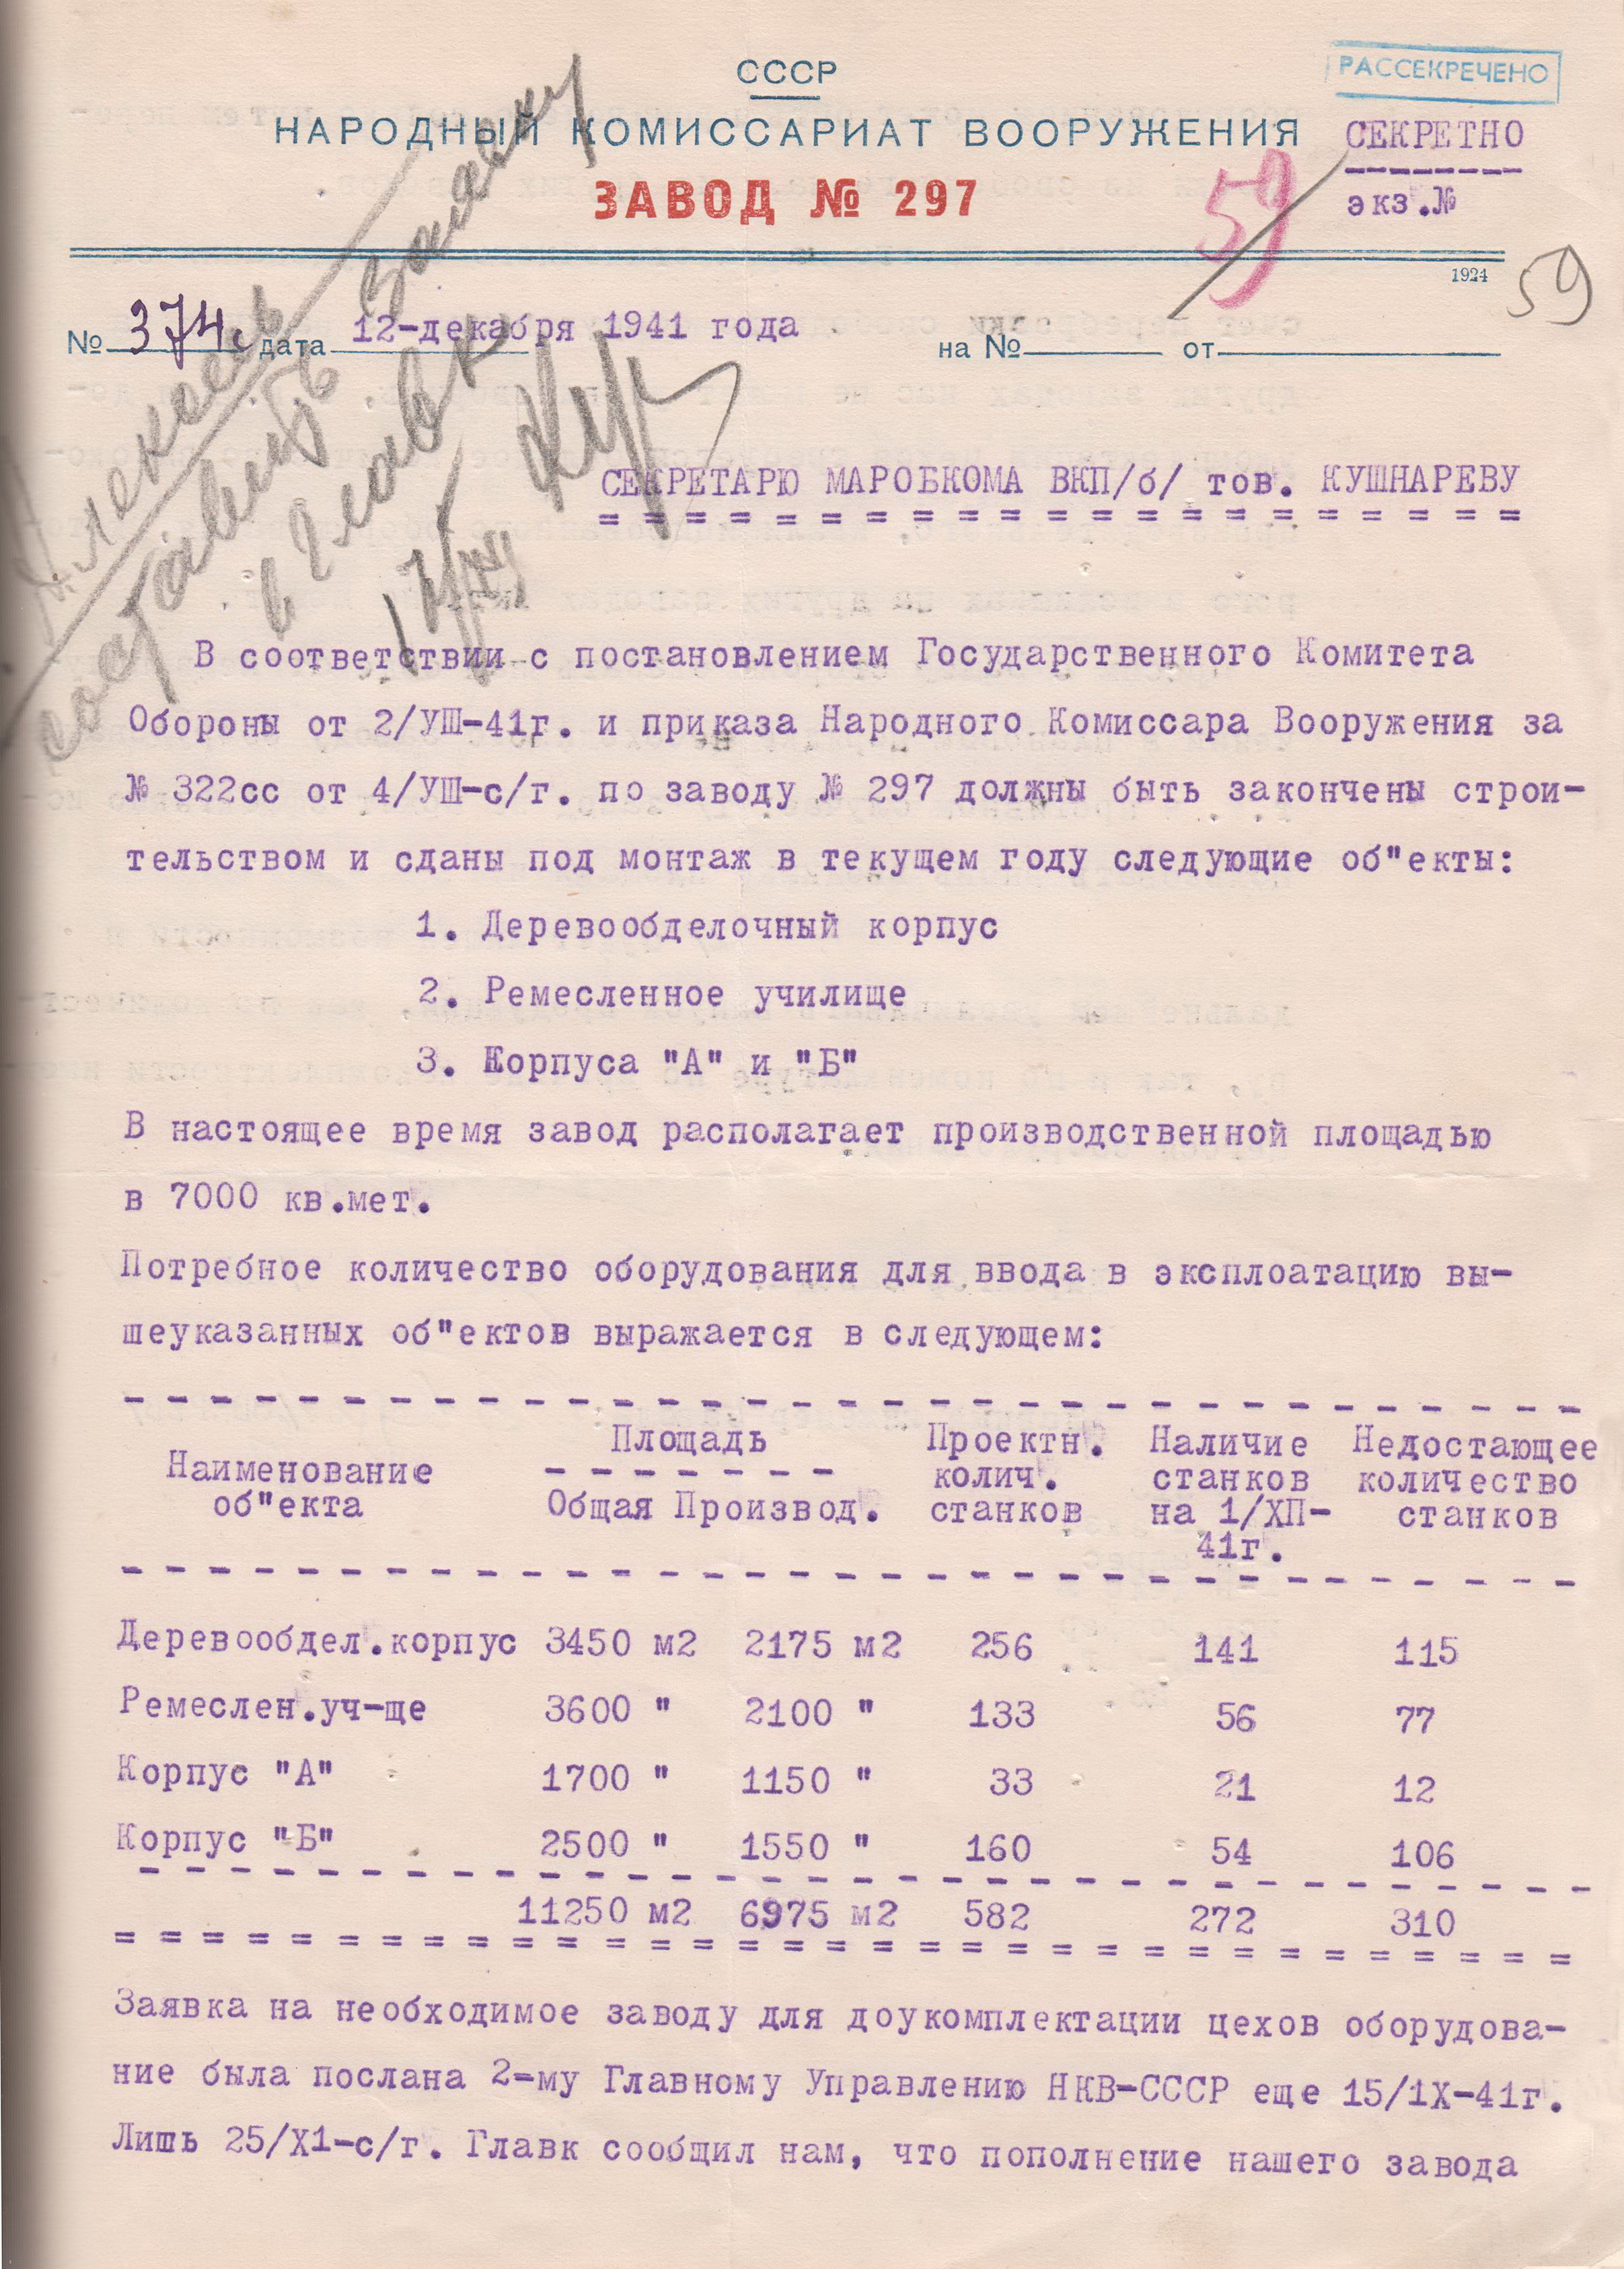 СССР
РАССЕКРЕЧЕНО
НАРОДНЫЙ КОМИССАРИАТ ВООРУЖЕНИЯ
СЕКРЕТНО
ЗАВОД № 297
экз.№
59
1924
59
№ 374с дата 12-декабря 1941 года
на № от
составить
в Главк
СЕКРЕТАРЮ МАРОБКОМА ВКП/б/ тов. КУШНАРЕВУ
В соответствии с постановлением Государственного Комитета
Обороны от 2/УШ-41г. и приказа Народного Комиссара Вооружения за
№ 322сс от 4/УШ-с/г. по заводу № 297 должны быть закончены строи-
тельством и сданы под монтаж в текущем году следующие об"екты:
1. Деревообделочный корпус
2. Ремесленное училище
3. Корпуса "А" и "Б"
В настоящее время завод располагает производственной площадью
в 7000 кв.мет.
Потребное количество оборудования для ввода в эксплоатацию вы-
шеуказанных об"ектов выражается в следующем:
Площадь Проектн. Наличие Недостающее
Наименование колич. станков количество
об"екта Общая Производ. станков на 1/ХП- станков
41г.
Деревообдел.корпус 3450 м2 2175 м2 256 141 115
Ремеслен.уч-ще 3600 " 2100 " 133 56 77
Корпус "А" 1700 " 1150 " 33 21 12
Корпус "Б" 2500 " 1550 " 160 54 106
11250 м2 6975 м2 582 272 310
Заявка на необходимое заводу для доукомплектации цехов оборудова-
ние была послана 2-му Главному Управлению НКВ-СССР еще 15/1Х-41г.
Лишь 25/Х1-с/г. Главк сообщил нам, что пополнение нашего завода